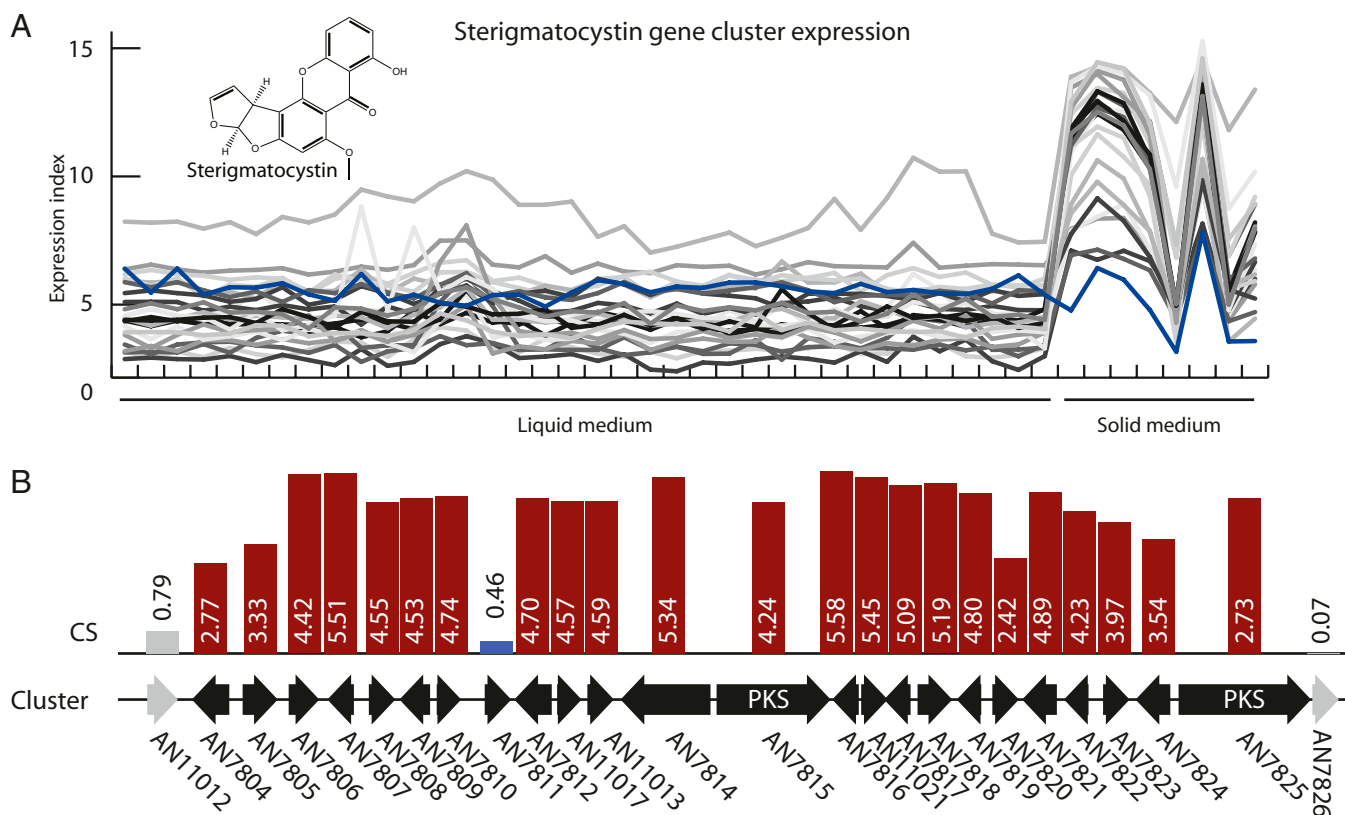 A
Sterigmatocystin gene cluster expression
15
10
5
0
Expression index
H
O
OH
O
O
H
O
O
Sterigmatocystin
Liquid medium
Solid medium
B
CS
0.79
2.77
3.33
4.42
5.51
4.55
4.53
4.74
0.46
4.70
4.57
4.59
5.34
4.24
5.58
5.45
5.09
5.19
4.80
2.42
4.89
4.23
3.97
3.54
2.73
0.07
Cluster
PKS
PKS
AN11012
AN7804
AN7805
AN7806
AN7807
AN7808
AN7809
AN7810
AN7811
AN7812
AN11017
AN11013
AN7814
AN7815
AN7816
AN11021
AN7817
AN7818
AN7819
AN7820
AN7821
AN7822
AN7823
AN7824
AN7825
AN7826